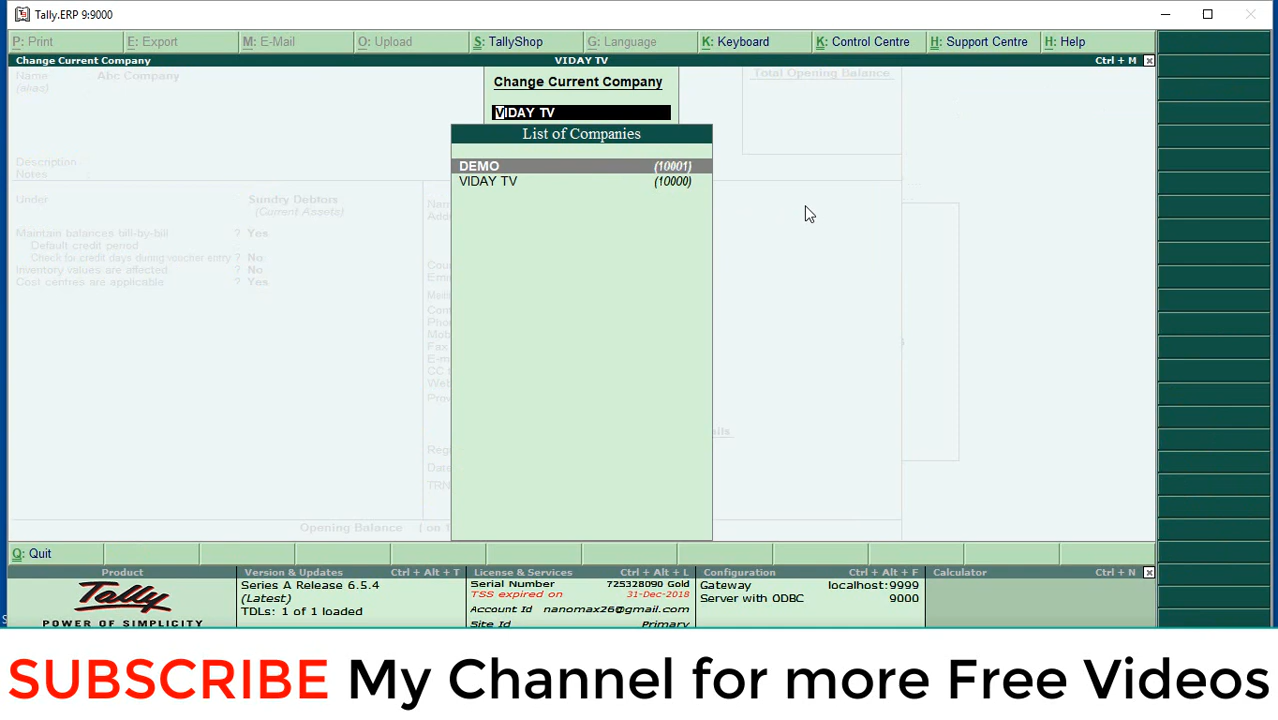 Tally.ERP 9:9000
P: Print E: Export M: E-Mail O: Upload S: TallyShop G: Language K: Keyboard K: Control Centre H: Support Centre H: Help
Change Current Company VIDAY TV Ctrl + M
Name Abc Company
(alias)
Total Opening Balance
Change Current Company
VIDAY TV
List of Companies
DEMO (10001)
VIDAY TV (10000)
Description
Notes
Under Sundry Debtors
(Current Assets)
Maintain balances bill-by-bill ? Yes
Default credit period
Check for credit days during voucher entry ? No
Inventory values are affected ? No
Cost centres are applicable ? Yes
Opening Balance
Q: Quit
Product
Tally
POWER OF SIMPLICITY
Version & Updates Ctrl + Alt + T
Series A Release 6.5.4
(Latest)
TDLs: 1 of 1 loaded
License & Services Ctrl + Alt + L
Serial Number 725328090 Gold
TSS expired on 31-Dec-2018
Account Id nanomax26@gmail.com
Site Id Primary
Configuration Ctrl + Alt + F
Gateway localhost:9999
Server with ODBC 9000
Calculator Ctrl + N
SUBSCRIBE My Channel for more Free Videos